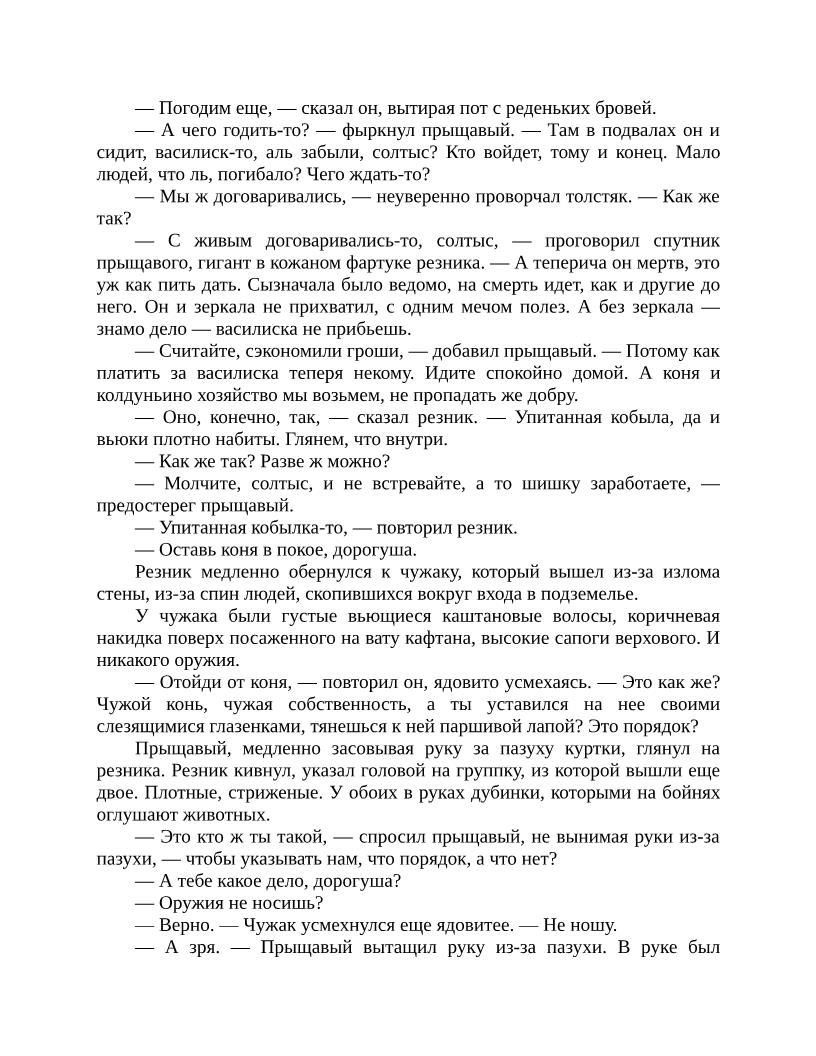 — Погодим еще, — сказал он, вытирая пот с реденьких бровей.
— А чего годить-то? — фыркнул прыщавый. — Там в подвалах он и
сидит, василиск-то, аль забыли, солтыс? Кто войдет, тому и конец. Мало
людей, что ль, погибало? Чего ждать-то?
— Мы ж договаривались, — неуверенно проворчал толстяк. — Как же
так?
— С живым договаривались-то, солтыс, — проговорил спутник
прыщавого, гигант в кожаном фартуке резника. — А теперича он мертв, это
уж как пить дать. Сызначала было ведомо, на смерть идет, как и другие до
него. Он и зеркала не прихватил, с одним мечом полез. А без зеркала —
знамо дело — василиска не прибьешь.
— Считайте, сэкономили гроши, — добавил прыщавый. — Потому как
платить за василиска теперя некому. Идите спокойно домой. А коня и
колдуньино хозяйство мы возьмем, не пропадать же добру.
— Оно, конечно, так, — сказал резник. — Упитанная кобыла, да и
вьюки плотно набиты. Глянем, что внутри.
— Как же так? Разве ж можно?
— Молчите, солтыс, и не встревайте, а то шишку заработаете, —
предостерег прыщавый.
— Упитанная кобылка-то, — повторил резник.
— Оставь коня в покое, дорогуша.
Резник медленно обернулся к чужаку, который вышел из-за излома
стены, из-за спин людей, скопившихся вокруг входа в подземелье.
У чужака были густые вьющиеся каштановые волосы, коричневая
накидка поверх посаженного на вату кафтана, высокие сапоги верхового. И
никакого оружия.
— Отойди от коня, — повторил он, ядовито усмехаясь. — Это как же?
Чужой конь, чужая собственность, а ты уставился на нее своими
слезящимися глазенками, тянешься к ней паршивой лапой? Это порядок?
Прыщавый, медленно засовывая руку за пазуху куртки, глянул на
резника. Резник кивнул, указал головой на группку, из которой вышли еще
двое. Плотные, стриженые. У обоих в руках дубинки, которыми на бойнях
оглушают животных.
— Это кто ж ты такой, — спросил прыщавый, не вынимая руки из-за
пазухи, — чтобы указывать нам, что порядок, а что нет?
— А тебе какое дело, дорогуша?
— Оружия не носишь?
— Верно. — Чужак усмехнулся еще ядовитее. — Не ношу.
— А зря. — Прыщавый вытащил руку из-за пазухи. В руке был